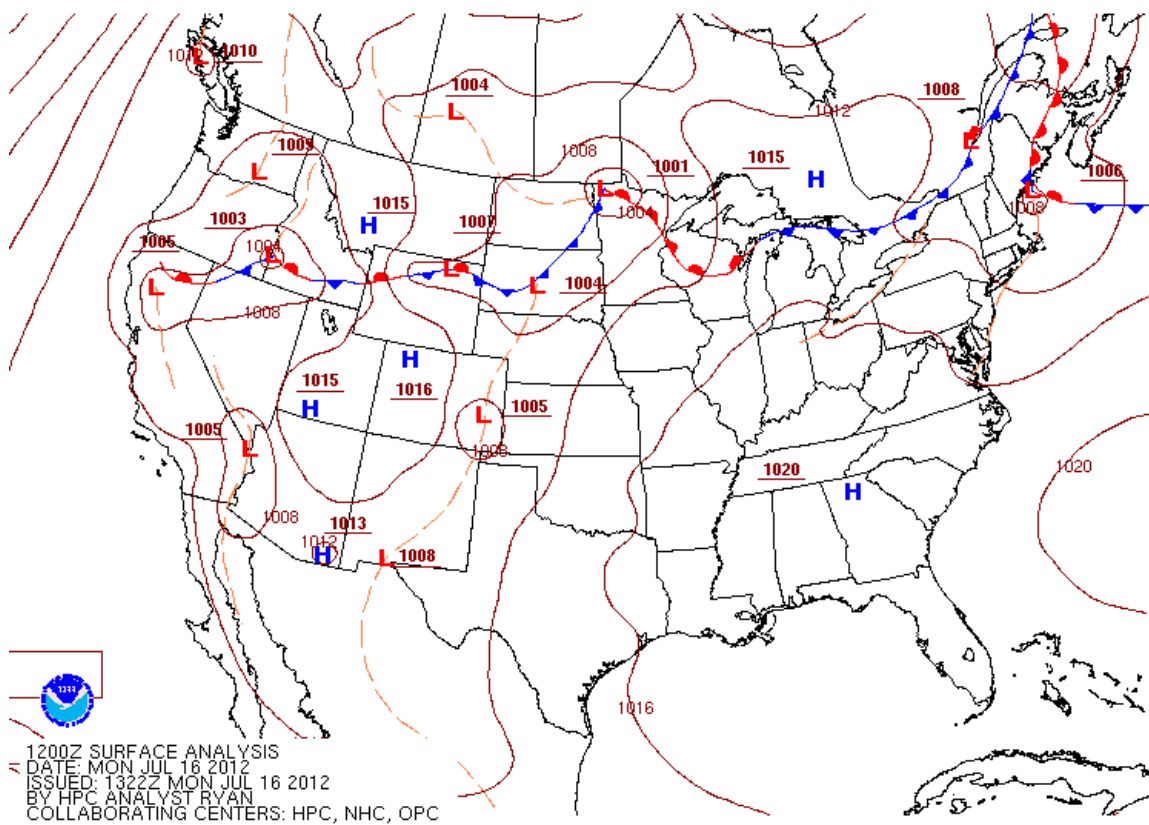 1012 1010
1004
1008
1012
1009
1008
1001
1015
1006
1015
1003
1007
1004
1008
1005
1004
1004
1008
1015
1016
1005
1020
1020
1005
1008
1008
1013
1012
1008
1016
L
H
L
L
L
L
H
L
L
L
L
L
L
H
H
L
L
H
H
L
1200Z SURFACE ANALYSIS
DATE: MON JUL 16 2012
ISSUED: 1322Z MON JUL 16 2012
BY HPC ANALYST RYAN
COLLABORATING CENTERS: HPC, NHC, OPC